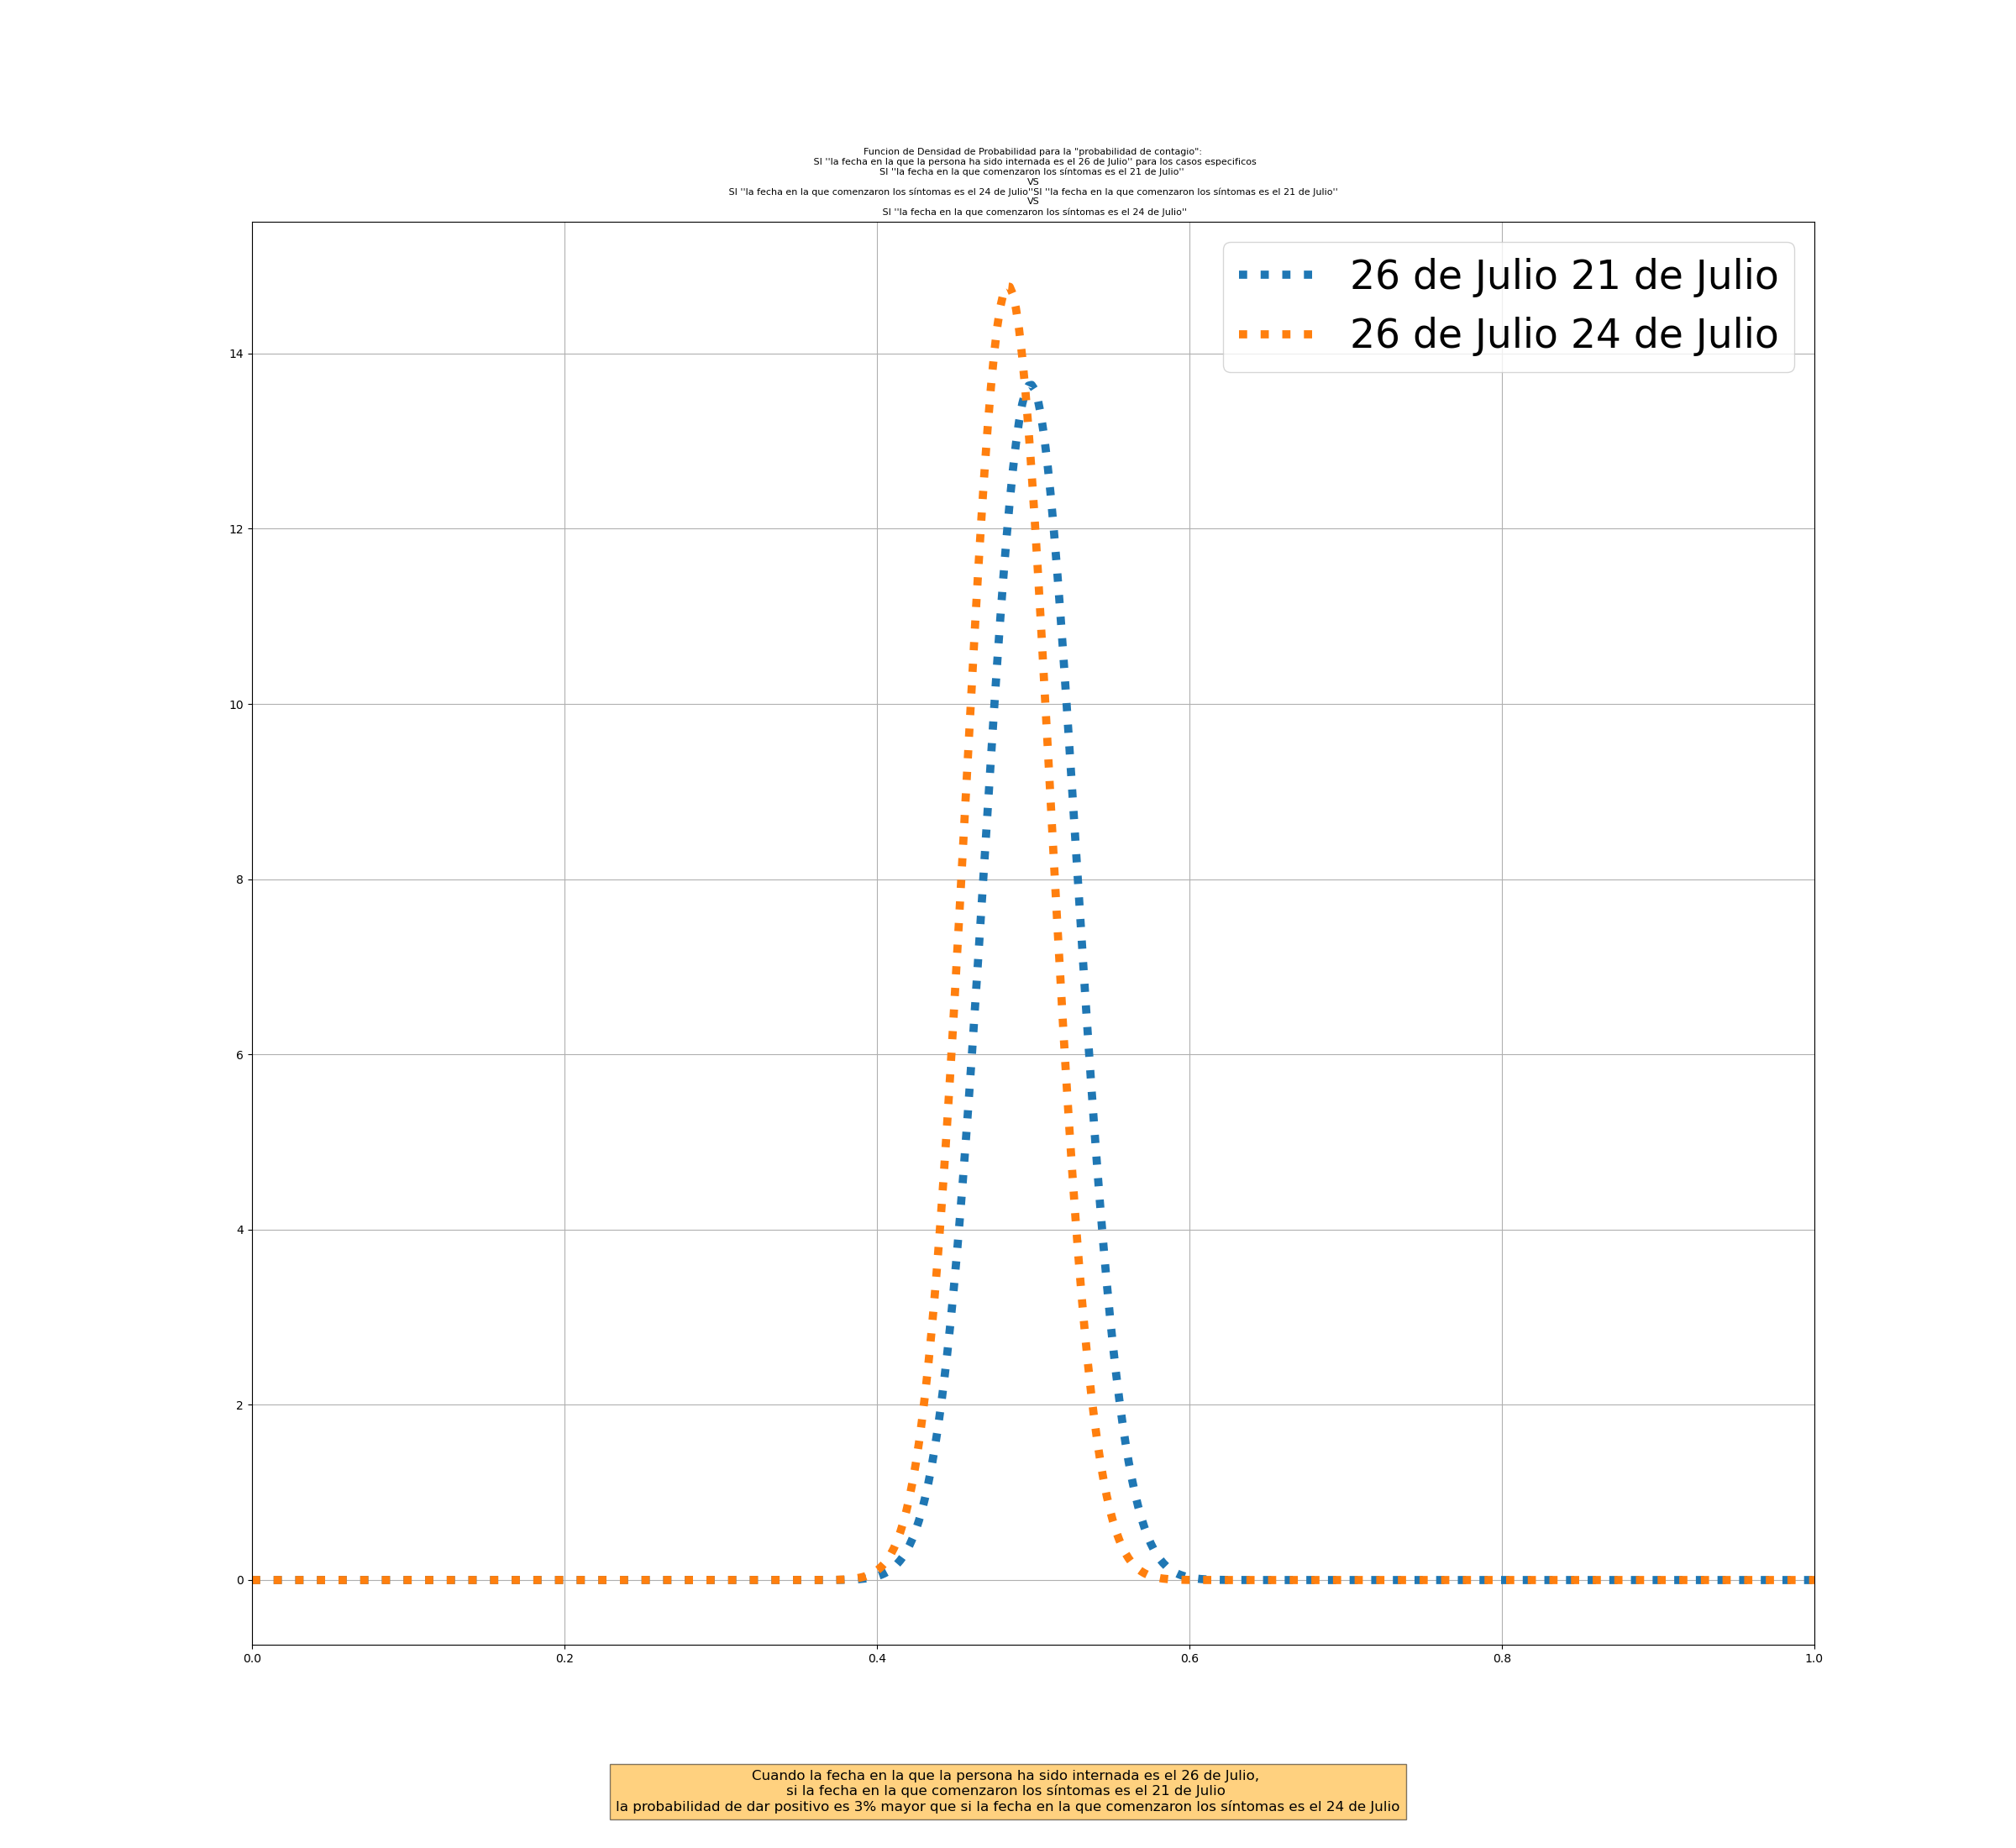 Funcion de Densidad de Probabilidad para la "probabilidad de contagio":
SI ''la fecha en la que la persona ha sido internada es el 26 de Julio'' para los casos especificos
SI ''la fecha en la que comenzaron los síntomas es el 21 de Julio''
VS
SI ''la fecha en la que comenzaron los síntomas es el 24 de Julio''SI ''la fecha en la que comenzaron los síntomas es el 21 de Julio''
VS
SI ''la fecha en la que comenzaron los síntomas es el 24 de Julio''
26 de Julio 21 de Julio
26 de Julio 24 de Julio
14
12
10
8
6
4
2
0
0.0 0.2 0.4 0.6 0.8 1.0
Cuando la fecha en la que la persona ha sido internada es el 26 de Julio,
si la fecha en la que comenzaron los síntomas es el 21 de Julio
la probabilidad de dar positivo es 3% mayor que si la fecha en la que comenzaron los síntomas es el 24 de Julio